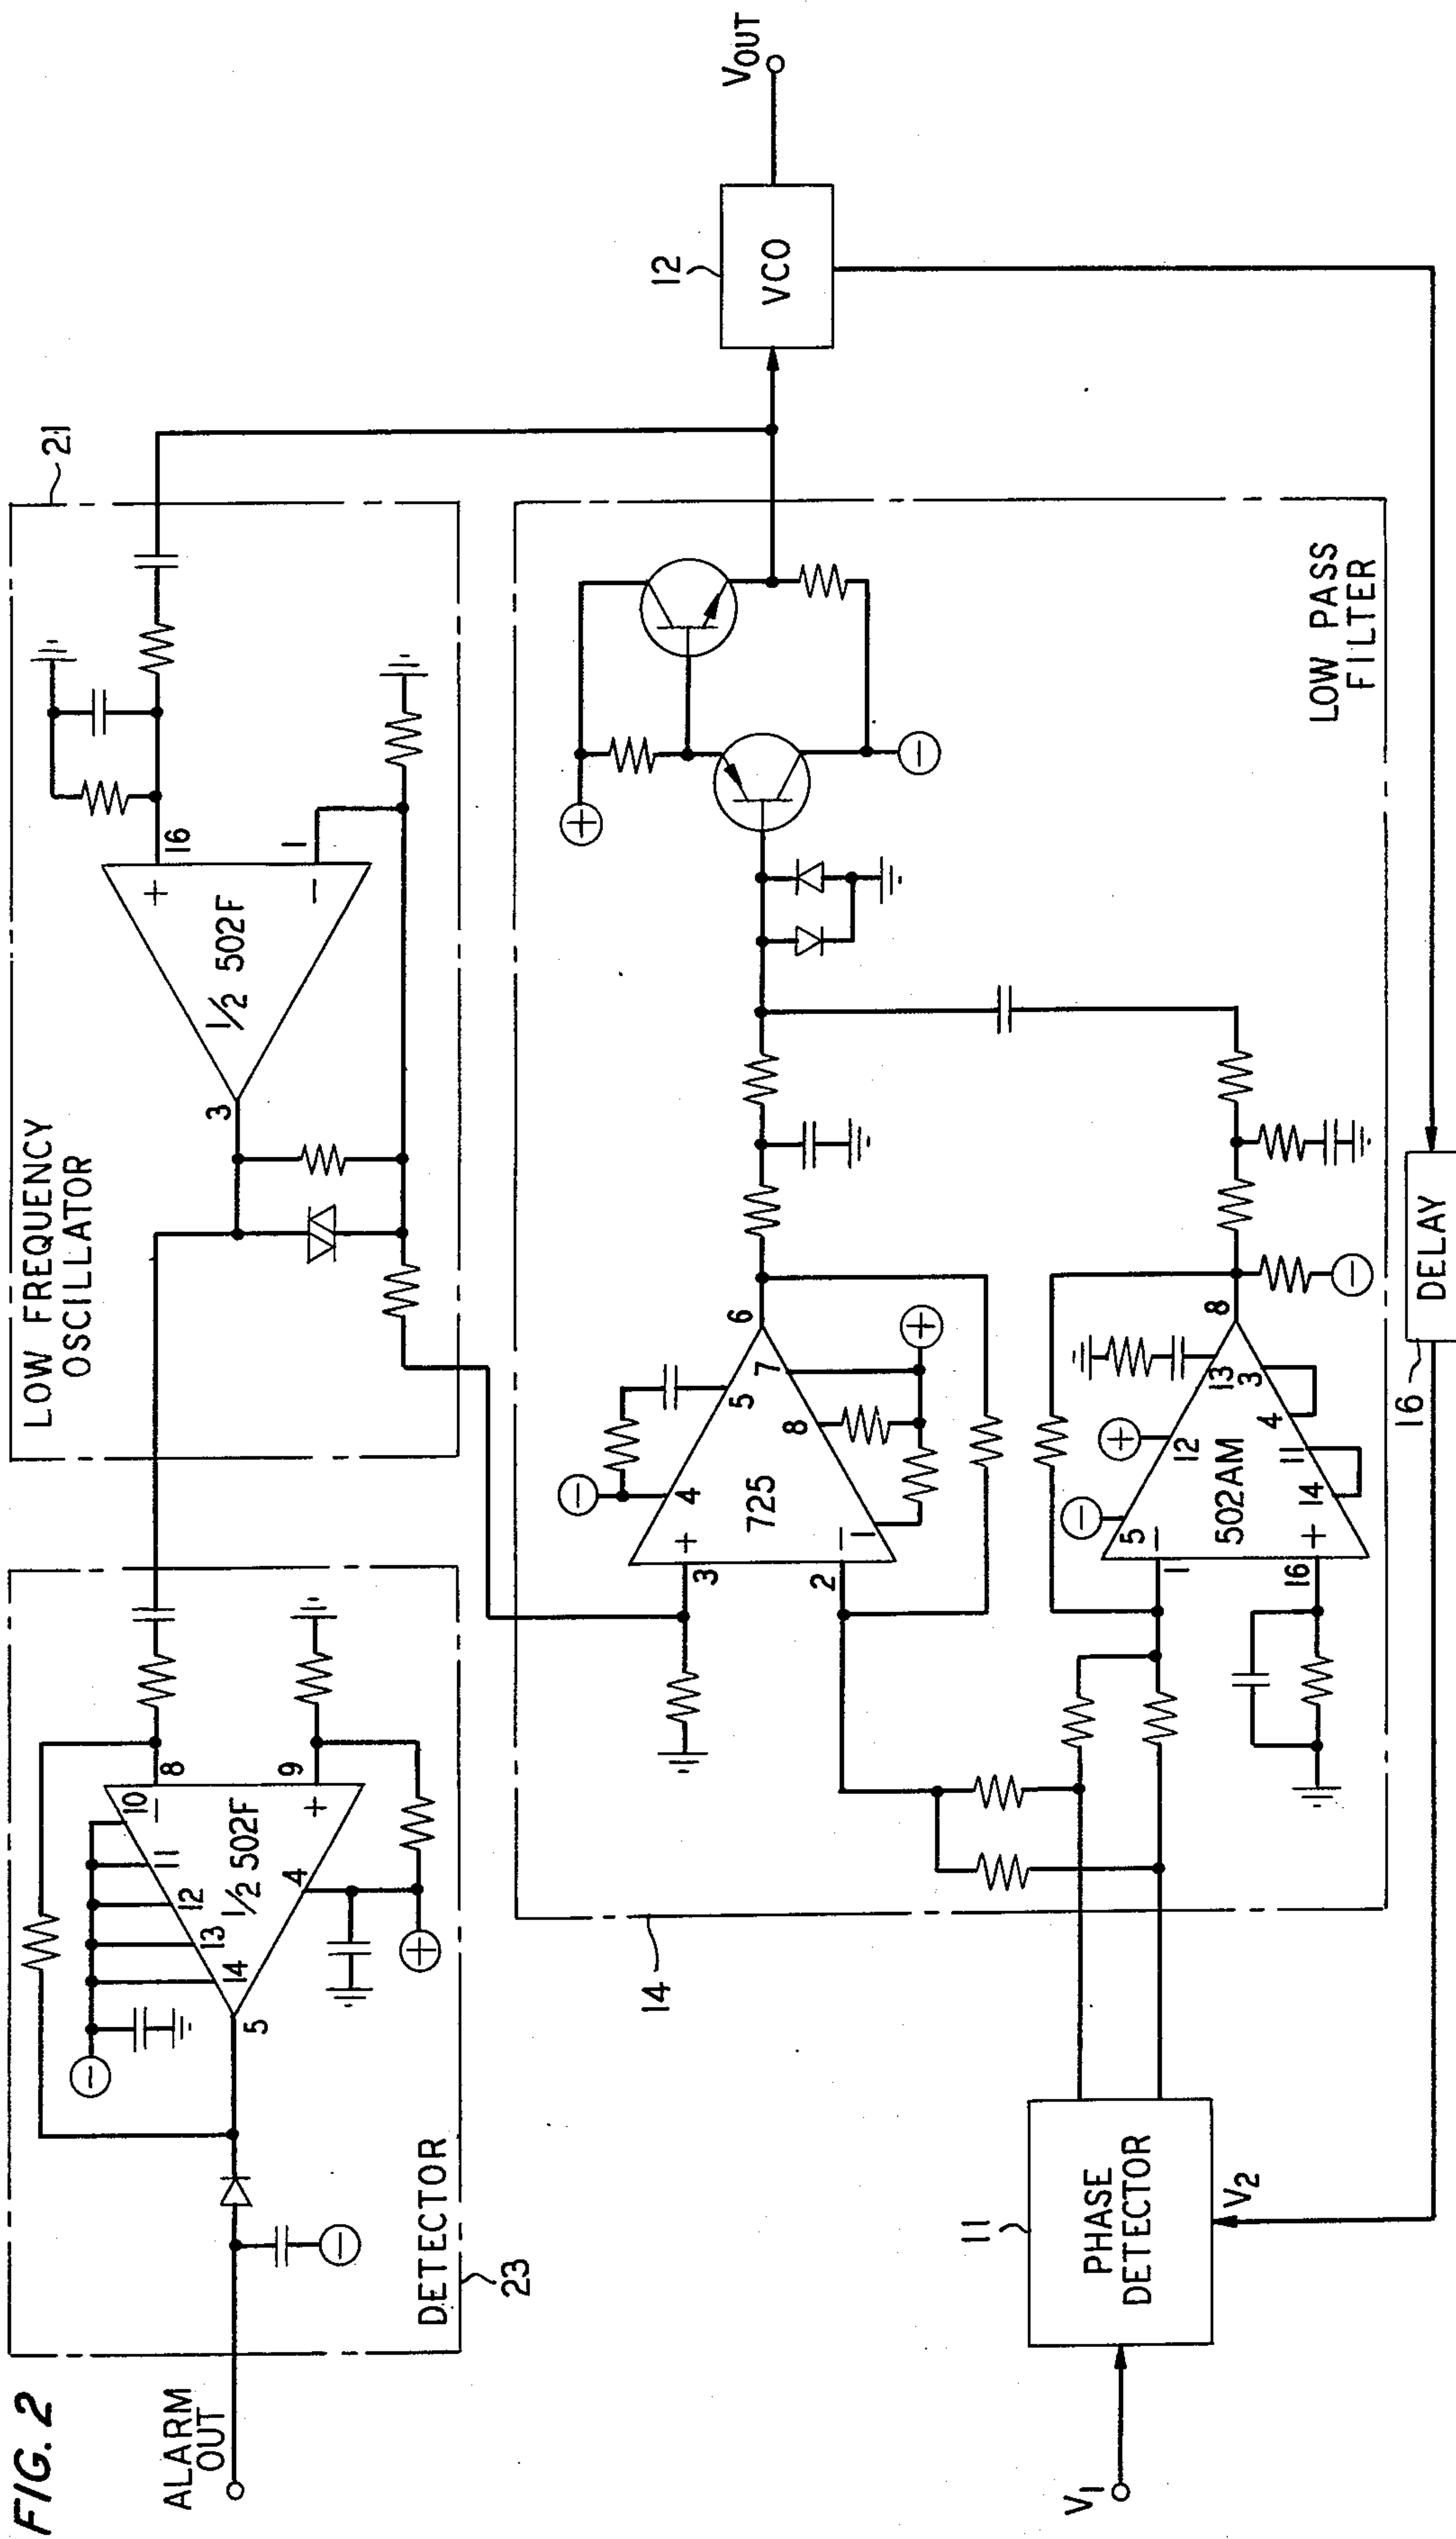 FIG. 2
ALARM
OUT
DETECTOR
23
5
14
13
12
11
10
8
9
4
1/2 502F
−
+
LOW FREQUENCY
OSCILLATOR
21
3
1/2 502F
16
1
+
−
LOW PASS
FILTER
14
3
2
+
−
4
5
6
7
8
1
725
1
16
−
+
5
12
13
8
3
4
11
14
502AM
V1
PHASE
DETECTOR
11
V2
DELAY
16
VCO
12
VOUT